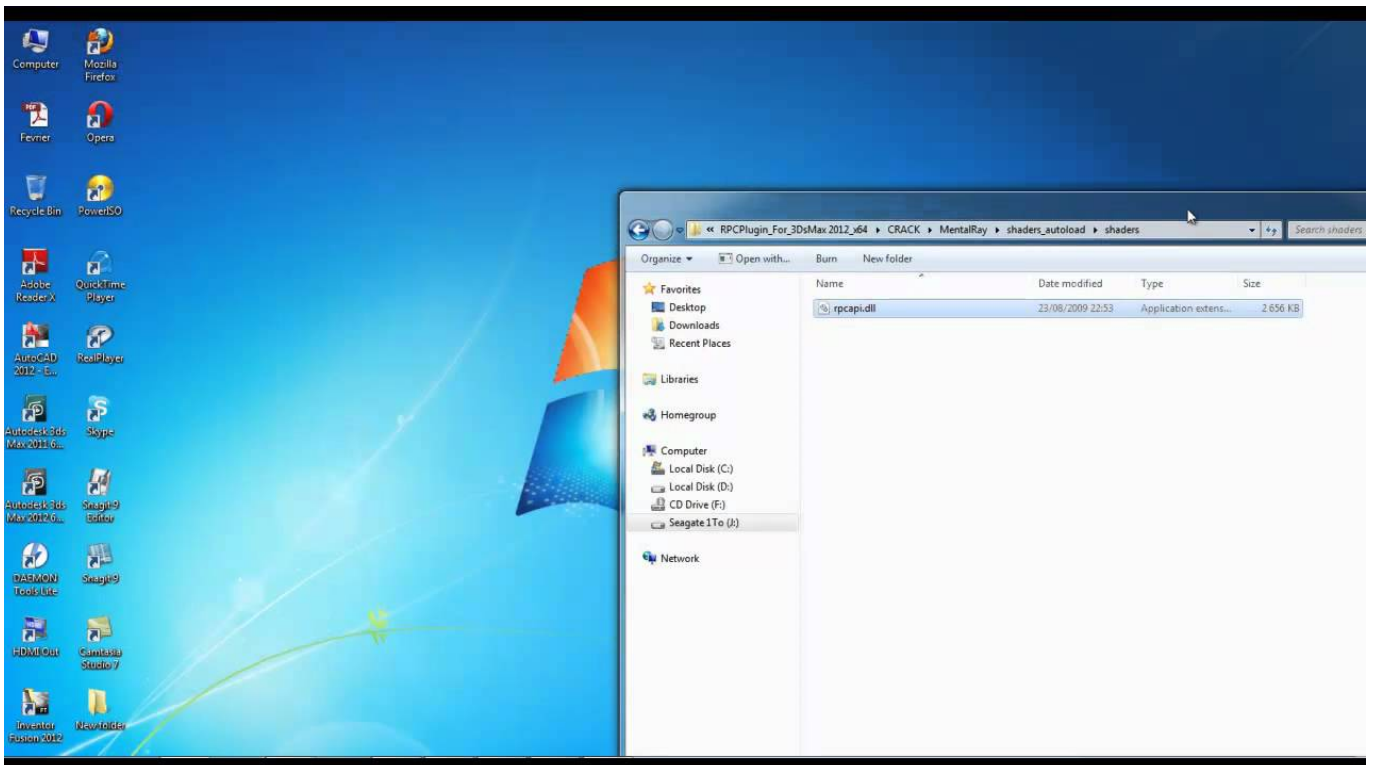 Computer
Mozilla
Firefox
Fevrier
Opera
Recycle Bin
PowerISO
Adobe
Reader X
QuickTime
Player
AutoCAD
2012 - E...
RealPlayer
Autodesk 3ds
Max 2011 6...
Skype
Autodesk 3ds
Max 2012 6...
Snagit 9
Editor
DAEMON
Tools Lite
Snagit 9
HDMI Out
Camtasia
Studio 7
Inventor
Fusion 2012
New folder
« RPCPlugin_For_3DsMax 2012_x64 CRACK MentalRay shaders_autoload shaders
Search shaders
Organize Open with... Burn New folder
Name Date modified Type Size
rpcapi.dll 23/08/2009 22:53 Application extens... 2 656 KB
Favorites
Desktop
Downloads
Recent Places
Libraries
Homegroup
Computer
Local Disk (C:)
Local Disk (D:)
CD Drive (F:)
Seagate 1To (J:)
Network